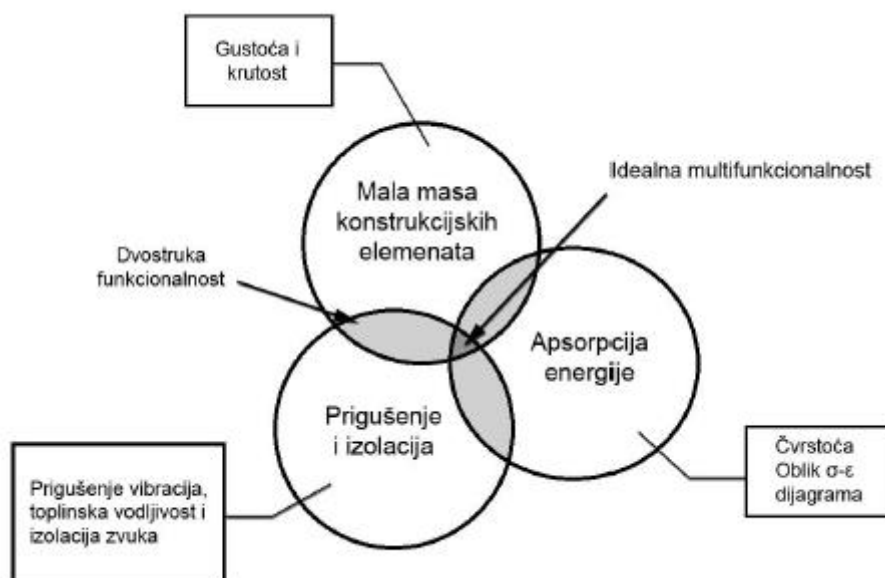 Gustoća i
krutost
Mala masa
konstrukcijskih
elemenata
Idealna multifunkcionalnost
Dvostruka
funkcionalnost
Apsorpcija
energije
Prigušenje
i izolacija
Prigušenje vibracija,
toplinska vodljivost i
izolacija zvuka
Čvrstoća
Oblik σ-ε
dijagrama